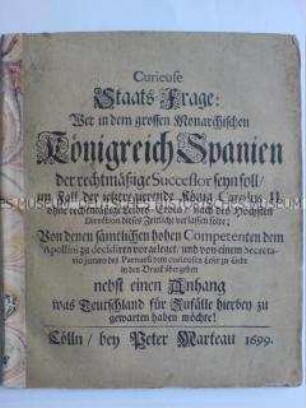 Curieuse
Staats-Frage:
Wer in dem grossen Monarchischen
Königreich Spanien
der rechtmäßige Successor seyn soll/
im Fall der jetztregierende König Carolus II.
ohne rechtmäßige Leibes-Erben/ nach des Höchsten
Direction dieses Zeitliche verlassen solte;
Von denen sämtlichen hohen Competenten dem
Apollini zu decidiren vorgeleget/ und von einem Secreta-
rio jurato des Parnassi dem curieusen Leser zu Liebe
in den Druck übergeben
nebst einen Anhang
was Teutschland für Zufälle hierbey zu
gewarten haben möchte!
Cölln/ bey Peter Marteau 1699.